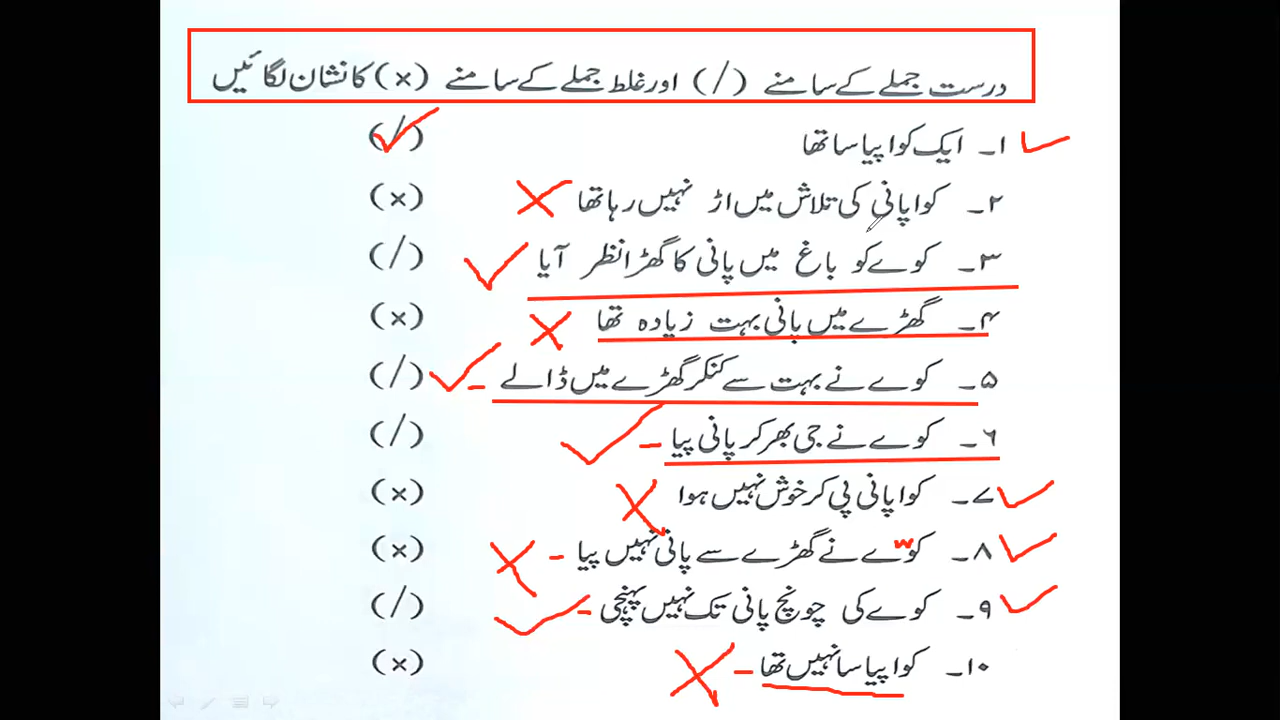 درست جملے کے سامنے (/) اور غلط جملے کے سامنے (×) کا نشان لگائیں
۱۔ ایک کوا پیاسا تھا (/)
۲۔ کوا پانی کی تلاش میں اڑ نہیں رہا تھا (×)
۳۔ کوے کو باغ میں پانی کا گھڑا نظر آیا (/)
۴۔ گھڑے میں پانی بہت زیادہ تھا (×)
۵۔ کوے نے بہت سے کنکر گھڑے میں ڈالے (/)
۶۔ کوے نے جی بھر کر پانی پیا (/)
۷۔ کوا پانی پی کر خوش نہیں ہوا (×)
۸۔ کوے نے گھڑے سے پانی نہیں پیا (×)
۹۔ کوے کی چونچ پانی تک نہیں پہنچی (/)
۱۰۔ کوا پیاسا نہیں تھا (×)